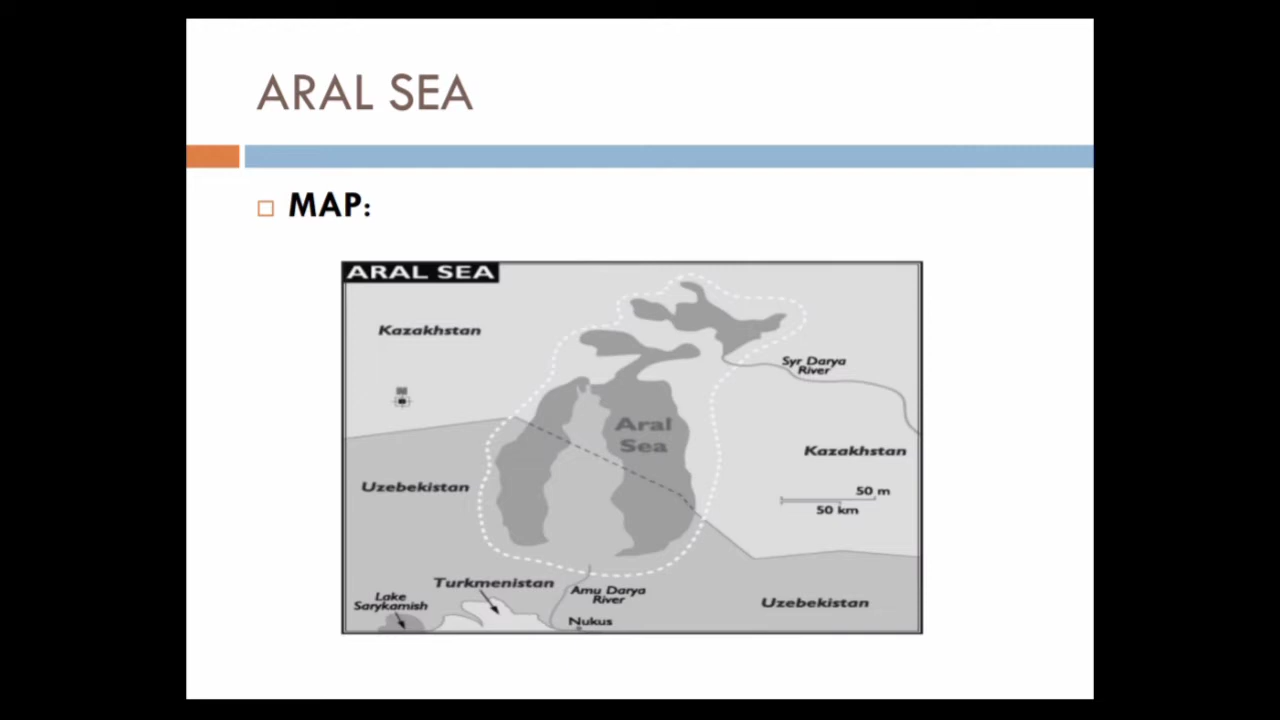 ARAL SEA
MAP:
ARAL SEA
Kazakhstan
N
Syr Darya
River
Aral
Sea
Kazakhstan
Uzebekistan
50 m
50 km
Turkmenistan
Lake
Sarykamish
Amu Darya
River
Uzebekistan
Nukus